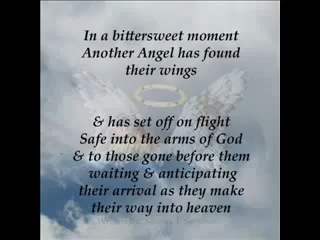 In a bittersweet moment
Another Angel has found
their wings
& has set off on flight
Safe into the arms of God
& to those gone before them
waiting & anticipating
their arrival as they make
their way into heaven